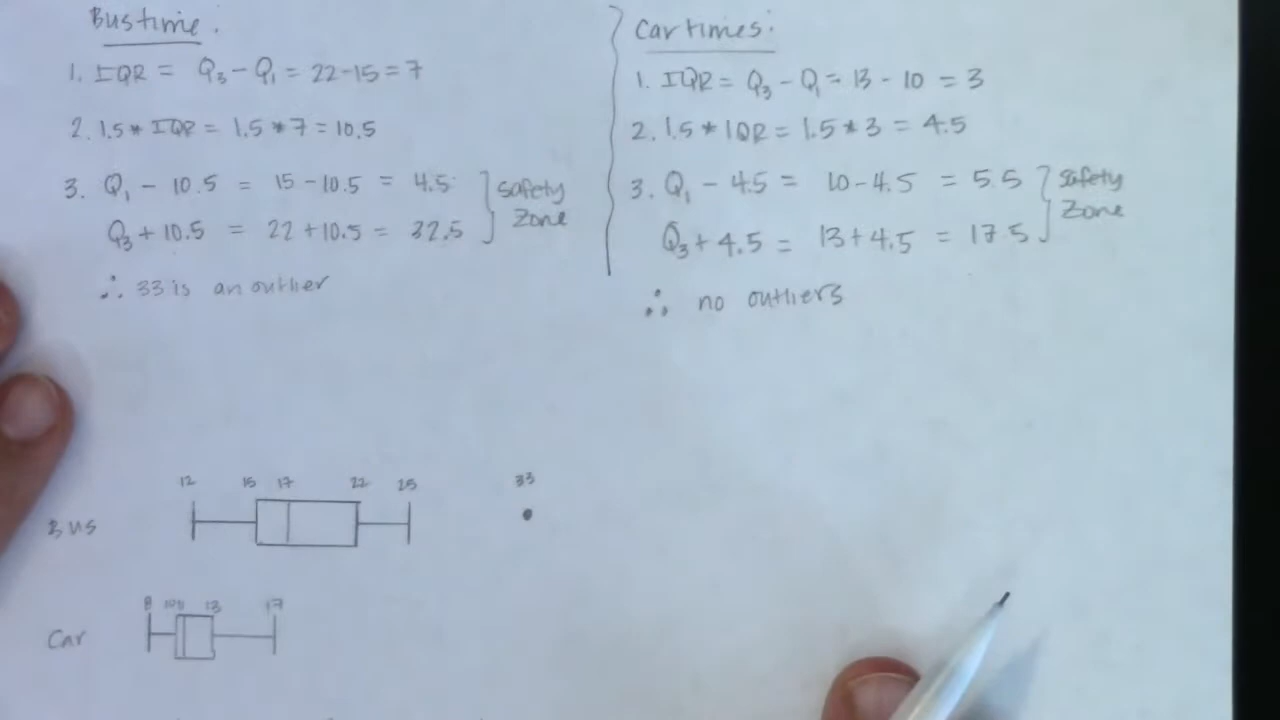 Bus time.
1. IQR = Q3 - Q1 = 22 - 15 = 7
2. 1.5 * IQR = 1.5 * 7 = 10.5
3. Q1 - 10.5 = 15 - 10.5 = 4.5
Q3 + 10.5 = 22 + 10.5 = 32.5
Safety
Zone
∴ 33 is an outlier
Car times:
1. IQR = Q3 - Q1 = 13 - 10 = 3
2. 1.5 * IQR = 1.5 * 3 = 4.5
3. Q1 - 4.5 = 10 - 4.5 = 5.5
Q3 + 4.5 = 13 + 4.5 = 17.5
Safety
Zone
∴ no outliers
12 15 17 22 25 33
Bus
8 10 11 13 17
Car